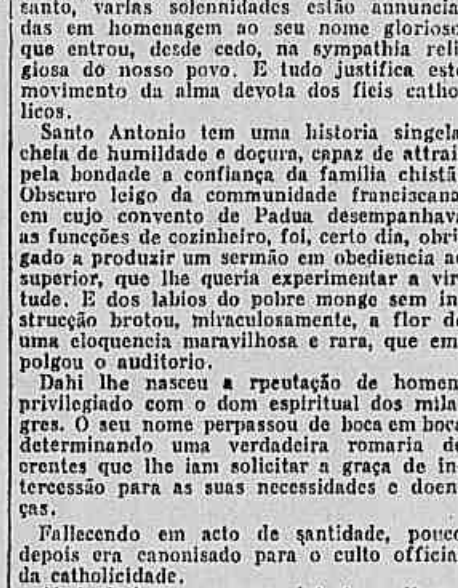 santo, varias solennidades estão annuncia
das em homenagem ao seu nome glorioso
que entrou, desde cedo, na sympathia reli
giosa do nosso povo. E tudo justifica este
movimento da alma devota dos fieis catho
licos.
Santo Antonio tem uma historia singela
cheia de humildade e doçura, capaz de attrai
pela bondade a confiança da familia chistã
Obscuro leigo da communidade franciscana
em cujo convento de Padua desempenhava
as funcções de cozinheiro, foi, certo dia, obri
gado a produzir um sermão em obediencia ao
superior, que lhe queria experimentar a vir
tude. E dos labios do pobre monge sem in
strucção brotou, miraculosamente, a flor de
uma eloquencia maravilhosa e rara, que em
polgou o auditorio.
Dahi lhe nasceu a rpeutação de homem
privilegiado com o dom espiritual dos mila
gres. O seu nome perpassou de boca em boca
determinando uma verdadeira romaria de
crentes que lhe iam solicitar a graça de in
tercessão para as suas necessidades e doen
ças.
Fallecendo em acto de santidade, pouco
depois era canonisado para o culto official
da catholicidade.